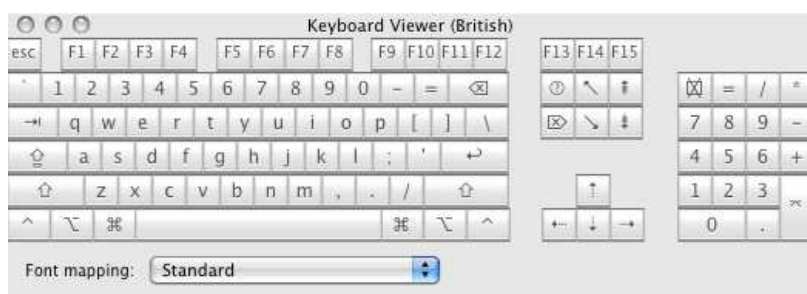 Keyboard Viewer (British)
esc F1 F2 F3 F4 F5 F6 F7 F8 F9 F10 F11 F12 F13 F14 F15
` 1 2 3 4 5 6 7 8 9 0 - = ⌫ ? ↖ ⇞ ⌧ = / *
⇥ q w e r t y u i o p [ ] \ ⌦ ↘ ⇟ 7 8 9 -
⇪ a s d f g h j k l ; ' ↩ 4 5 6 +
⇧ z x c v b n m , . / ⇧ ↑ 1 2 3 ⌤
^ ⌥ ⌘ ⌘ ⌥ ^ ← ↓ → 0 .
Font mapping: Standard